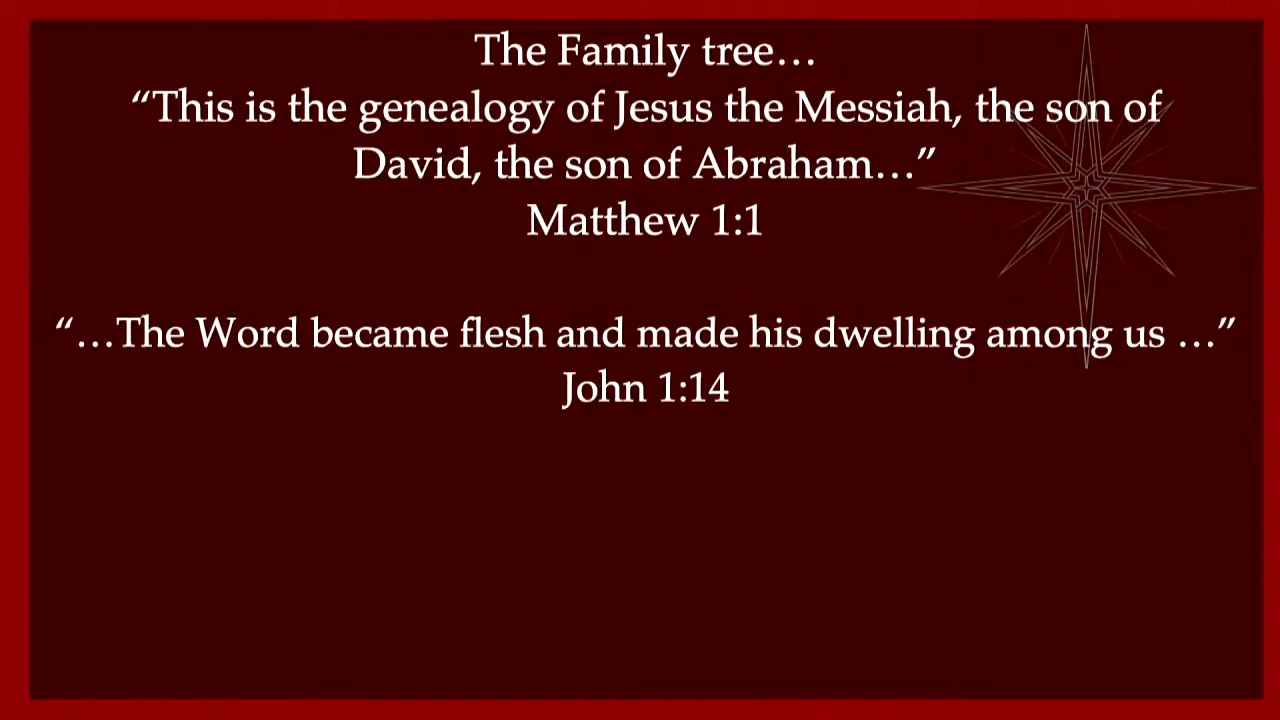 The Family tree…
“This is the genealogy of Jesus the Messiah, the son of
David, the son of Abraham…”
Matthew 1:1
“…The Word became flesh and made his dwelling among us …”
John 1:14